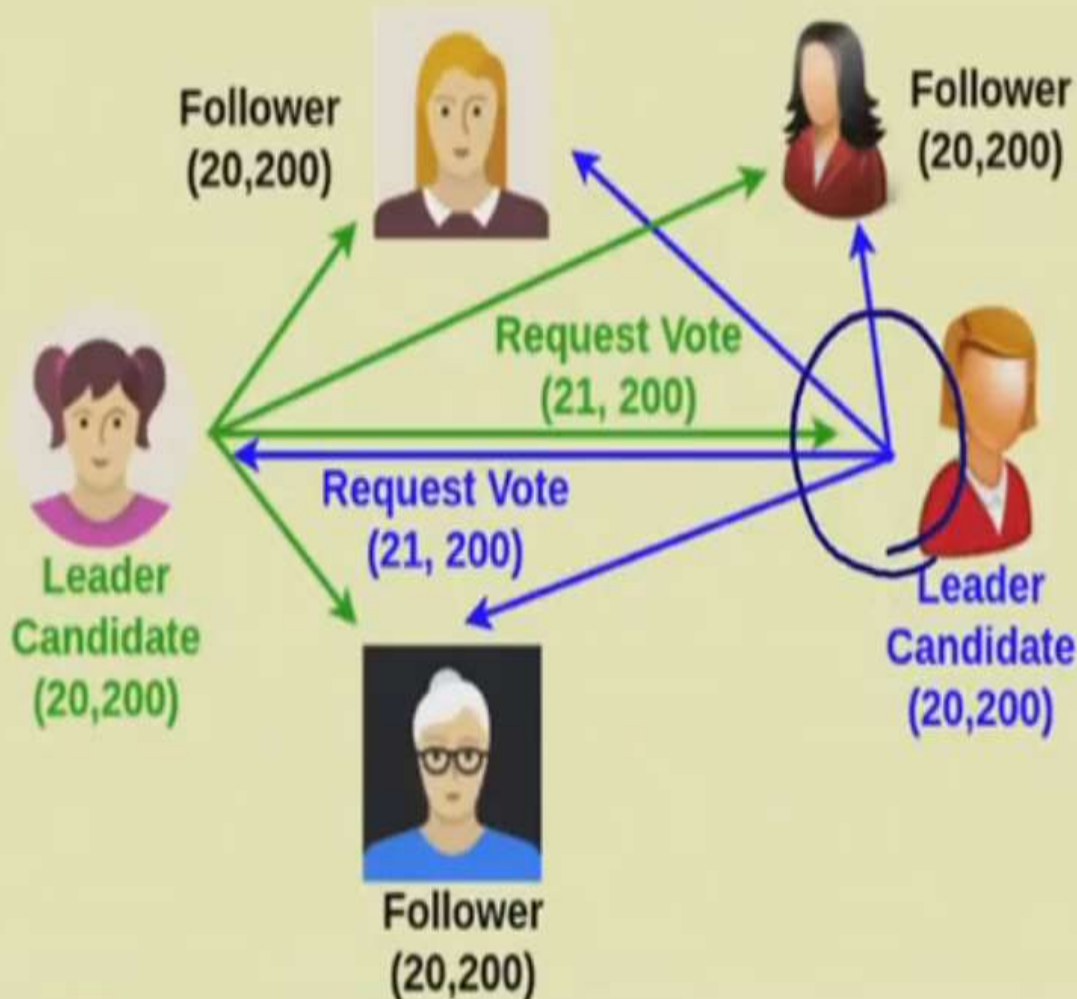 Follower
(20,200)
Follower
(20,200)
Request Vote
(21, 200)
Request Vote
(21, 200)
Leader
Candidate
(20,200)
Leader
Candidate
(20,200)
Follower
(20,200)